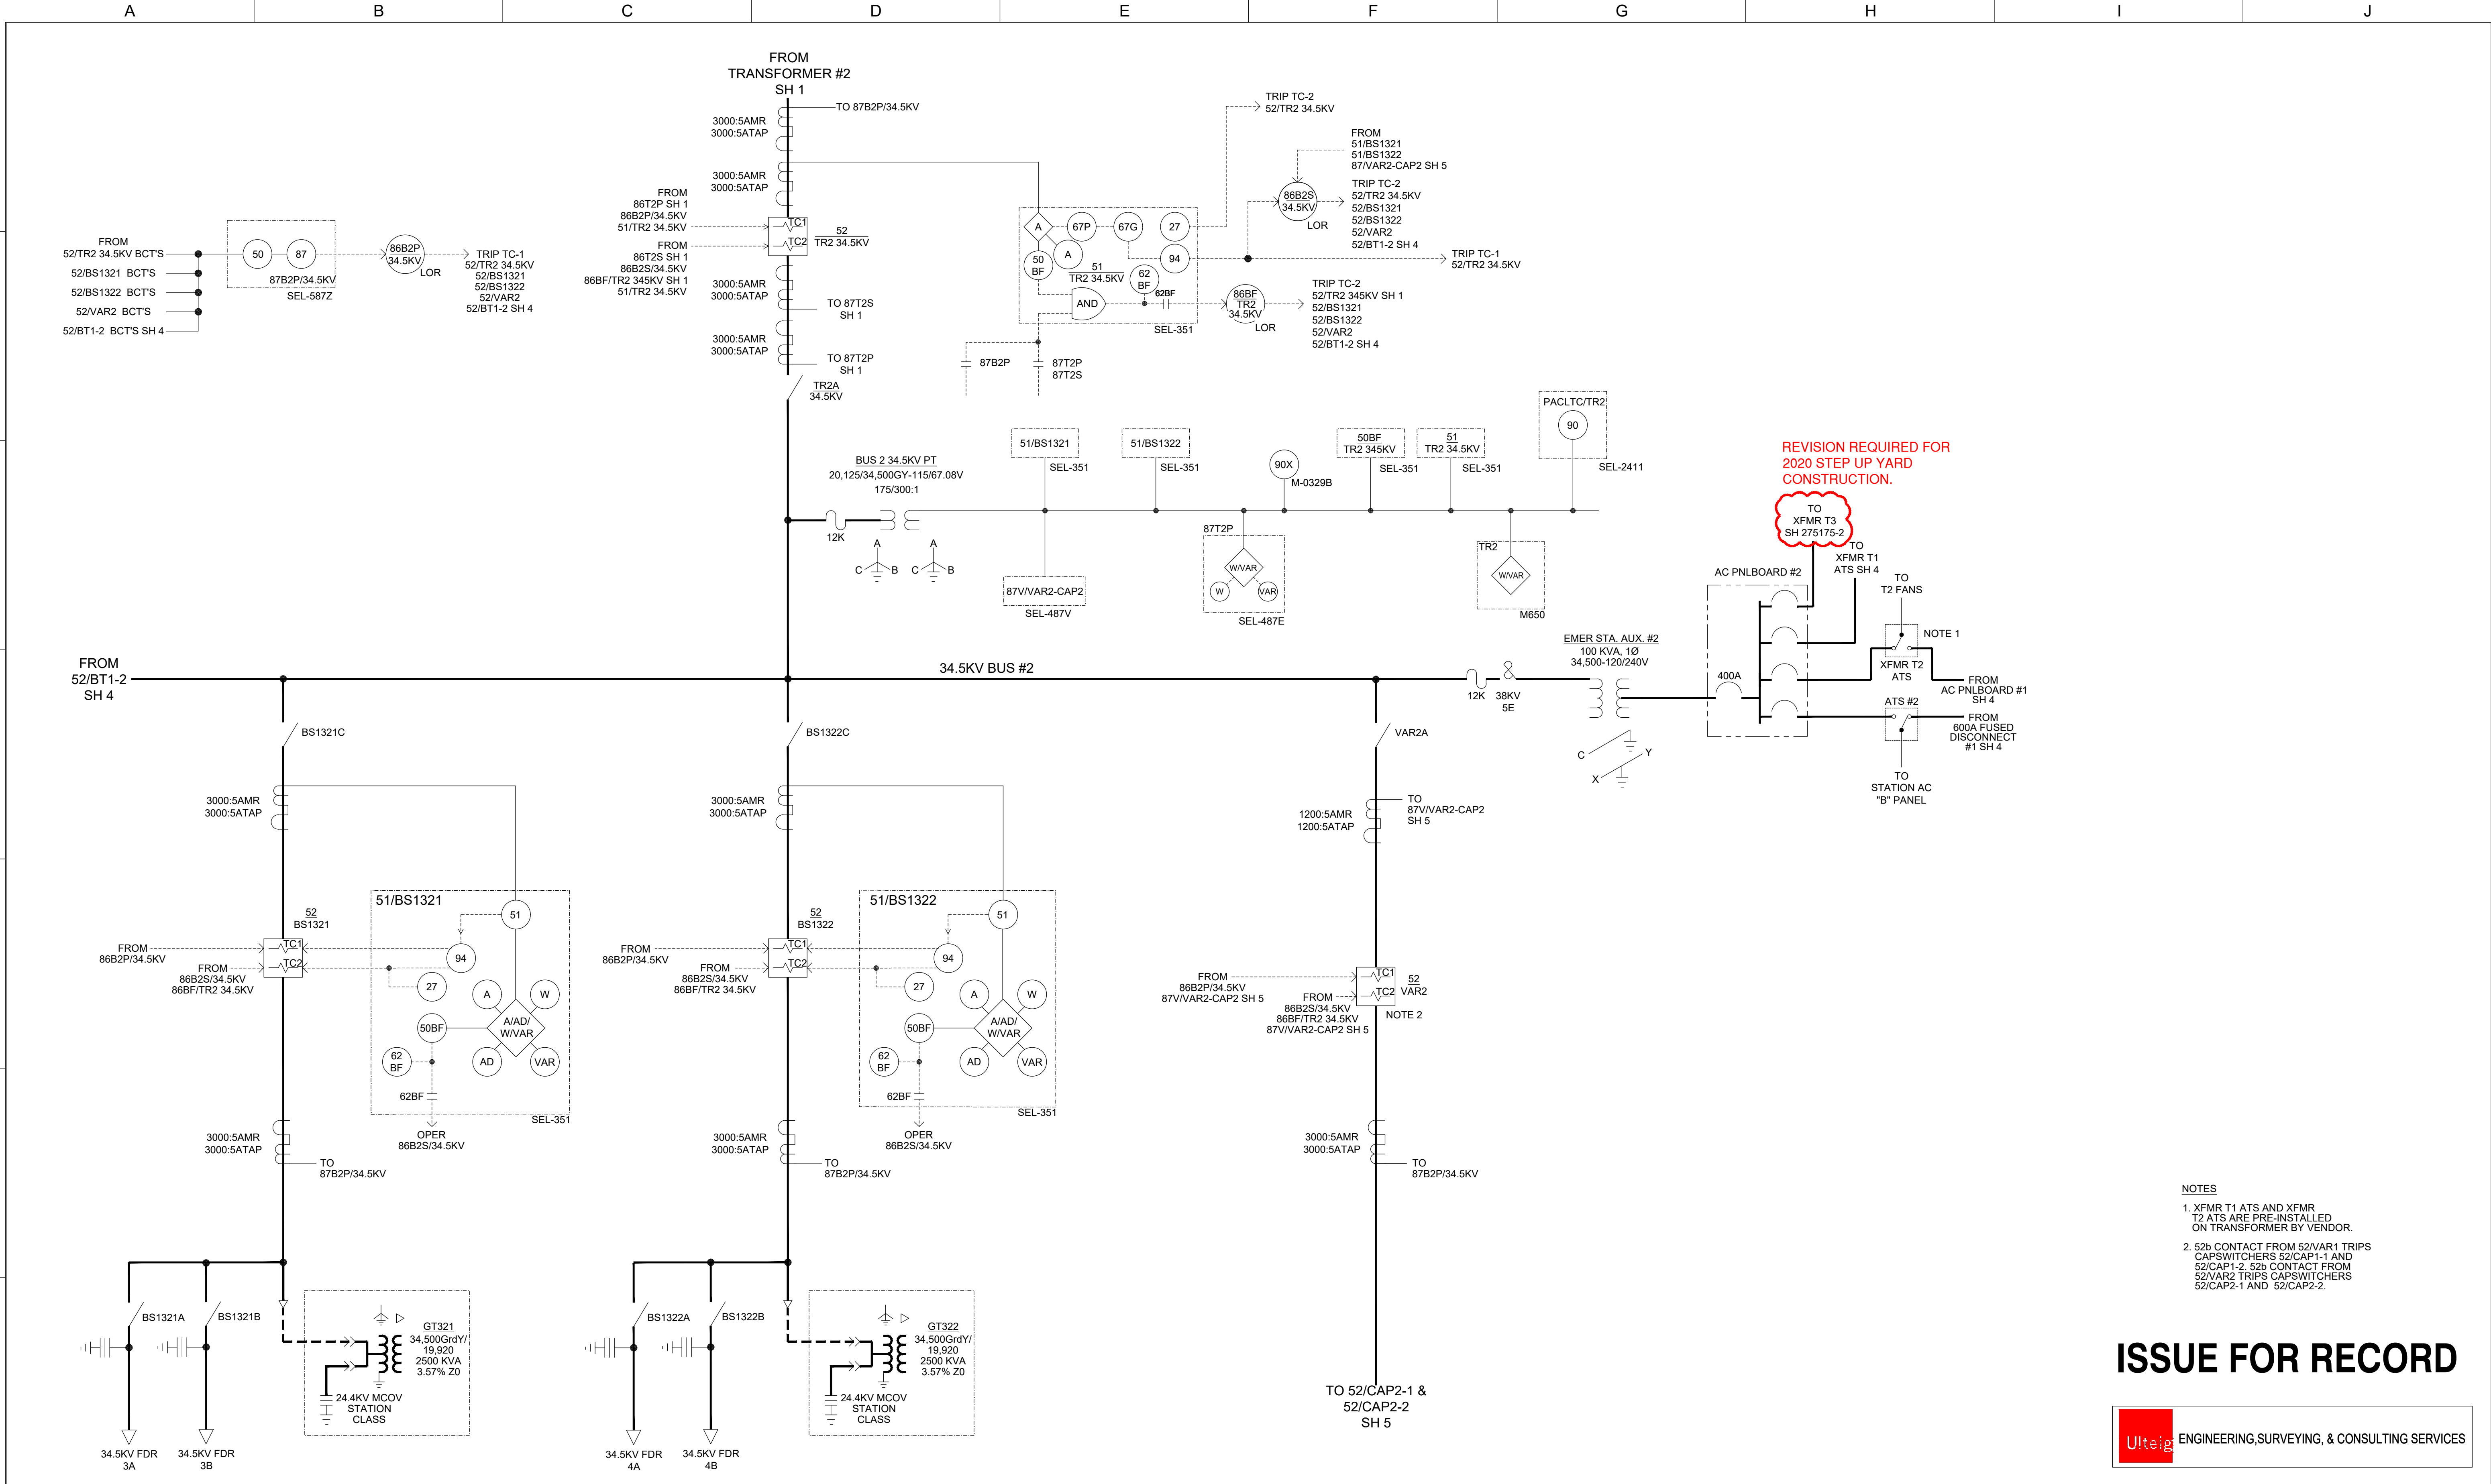 A
B
C
D
E
F
G
H
I
J
FROM
TRANSFORMER #2
SH 1
TO 87B2P/34.5KV
3000:5AMR
3000:5ATAP
3000:5AMR
3000:5ATAP
FROM
86T2P SH 1
86B2P/34.5KV
51/TR2 34.5KV
FROM
86T2S SH 1
86B2S/34.5KV
86BF/TR2 345KV SH 1
51/TR2 34.5KV
TC1
TC2
52
TR2 34.5KV
3000:5AMR
3000:5ATAP
TO 87T2S
SH 1
3000:5AMR
3000:5ATAP
TO 87T2P
SH 1
TR2A
34.5KV
FROM
52/TR2 34.5KV BCT'S
52/BS1321 BCT'S
52/BS1322 BCT'S
52/VAR2 BCT'S
52/BT1-2 BCT'S SH 4
50
87
87B2P/34.5KV
SEL-587Z
86B2P
34.5KV
LOR
TRIP TC-1
52/TR2 34.5KV
52/BS1321
52/BS1322
52/VAR2
52/BT1-2 SH 4
TRIP TC-2
52/TR2 34.5KV
FROM
51/BS1321
51/BS1322
87/VAR2-CAP2 SH 5
86B2S
34.5KV
LOR
TRIP TC-2
52/TR2 34.5KV
52/BS1321
52/BS1322
52/VAR2
52/BT1-2 SH 4
A
67P
67G
27
A
94
50
BF
51
TR2 34.5KV
62
BF
AND
62BF
SEL-351
TRIP TC-1
52/TR2 34.5KV
86BF
TR2
34.5KV
LOR
TRIP TC-2
52/TR2 345KV SH 1
52/BS1321
52/BS1322
52/VAR2
52/BT1-2 SH 4
87B2P
87T2P
87T2S
BUS 2 34.5KV PT
20,125/34,500GY-115/67.08V
175/300:1
12K
A
C
B
A
C
B
51/BS1321
SEL-351
51/BS1322
SEL-351
90X
M-0329B
50BF
TR2 345KV
SEL-351
51
TR2 34.5KV
SEL-351
PACLTC/TR2
90
SEL-2411
87V/VAR2-CAP2
SEL-487V
87T2P
W/VAR
W
VAR
SEL-487E
TR2
W/VAR
M650
REVISION REQUIRED FOR
2020 STEP UP YARD
CONSTRUCTION.
TO
XFMR T3
SH 275175-2
TO
XFMR T1
ATS SH 4
AC PNLBOARD #2
400A
TO
T2 FANS
NOTE 1
XFMR T2
ATS
FROM
AC PNLBOARD #1
SH 4
ATS #2
FROM
600A FUSED
DISCONNECT
#1 SH 4
TO
STATION AC
"B" PANEL
EMER STA. AUX. #2
100 KVA, 1Ø
34,500-120/240V
12K
38KV
5E
C
Y
X
FROM
52/BT1-2
SH 4
34.5KV BUS #2
BS1321C
3000:5AMR
3000:5ATAP
52
BS1321
TC1
TC2
FROM
86B2P/34.5KV
FROM
86B2S/34.5KV
86BF/TR2 34.5KV
51/BS1321
51
94
27
A
W
A/AD/
W/VAR
50BF
62
BF
AD
VAR
62BF
SEL-351
OPER
86B2S/34.5KV
3000:5AMR
3000:5ATAP
TO
87B2P/34.5KV
BS1321A
BS1321B
GT321
34,500GrdY/
19,920
2500 KVA
3.57% Z0
24.4KV MCOV
STATION
CLASS
34.5KV FDR
3A
34.5KV FDR
3B
BS1322C
3000:5AMR
3000:5ATAP
52
BS1322
TC1
TC2
FROM
86B2P/34.5KV
FROM
86B2S/34.5KV
86BF/TR2 34.5KV
51/BS1322
51
94
27
A
W
A/AD/
W/VAR
50BF
62
BF
AD
VAR
62BF
SEL-351
OPER
86B2S/34.5KV
3000:5AMR
3000:5ATAP
TO
87B2P/34.5KV
BS1322A
BS1322B
GT322
34,500GrdY/
19,920
2500 KVA
3.57% Z0
24.4KV MCOV
STATION
CLASS
34.5KV FDR
4A
34.5KV FDR
4B
VAR2A
1200:5AMR
1200:5ATAP
TO
87V/VAR2-CAP2
SH 5
TC1
TC2
52
VAR2
NOTE 2
FROM
86B2P/34.5KV
87V/VAR2-CAP2 SH 5
FROM
86B2S/34.5KV
86BF/TR2 34.5KV
87V/VAR2-CAP2 SH 5
3000:5AMR
3000:5ATAP
TO
87B2P/34.5KV
TO 52/CAP2-1 &
52/CAP2-2
SH 5
NOTES
1. XFMR T1 ATS AND XFMR
T2 ATS ARE PRE-INSTALLED
ON TRANSFORMER BY VENDOR.
2. 52b CONTACT FROM 52/VAR1 TRIPS
CAPSWITCHERS 52/CAP1-1 AND
52/CAP1-2. 52b CONTACT FROM
52/VAR2 TRIPS CAPSWITCHERS
52/CAP2-1 AND 52/CAP2-2.
ISSUE FOR RECORD
Ulteig
ENGINEERING,SURVEYING, & CONSULTING SERVICES